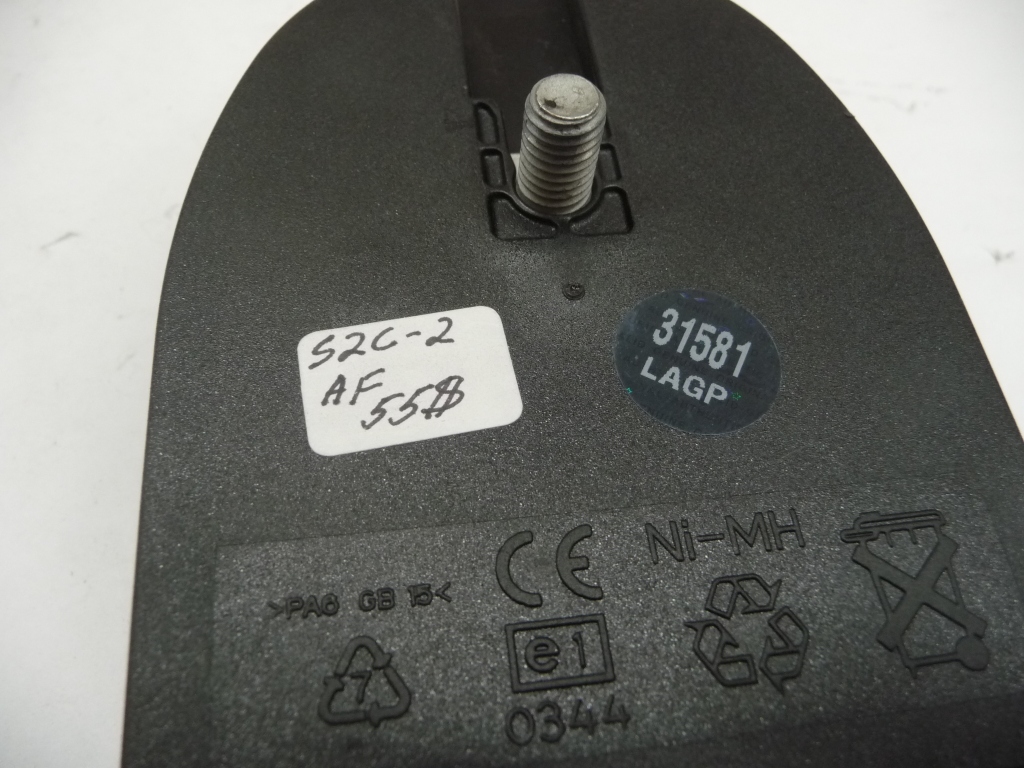 S2C-2
AF
55$
31581
LAGP
>PA6 GB 15<
CE
Ni-MH
7
e1
0344